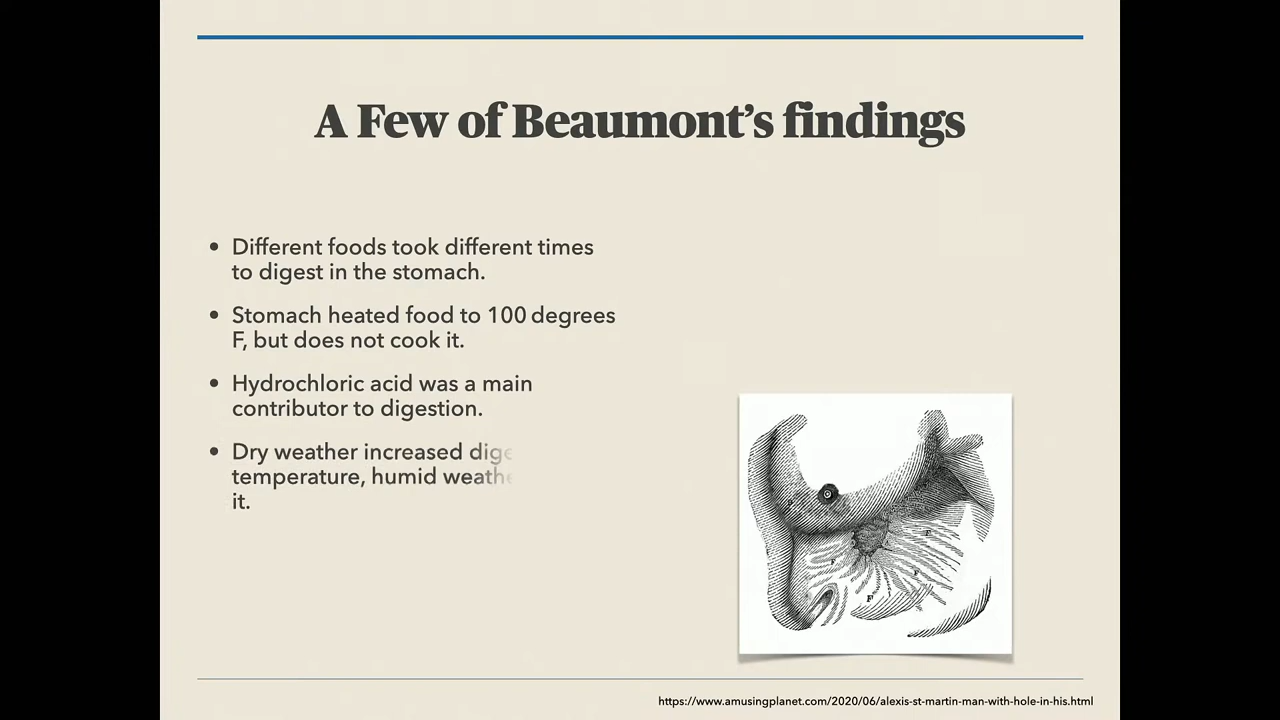 A Few of Beaumont's findings
• Different foods took different times
to digest in the stomach.
• Stomach heated food to 100 degrees
F, but does not cook it.
• Hydrochloric acid was a main
contributor to digestion.
• Dry weather increased
temperature, humid
it.
F
F
F
https://www.amusingplanet.com/2020/06/alexis-st-martin-man-with-hole-in-his.html